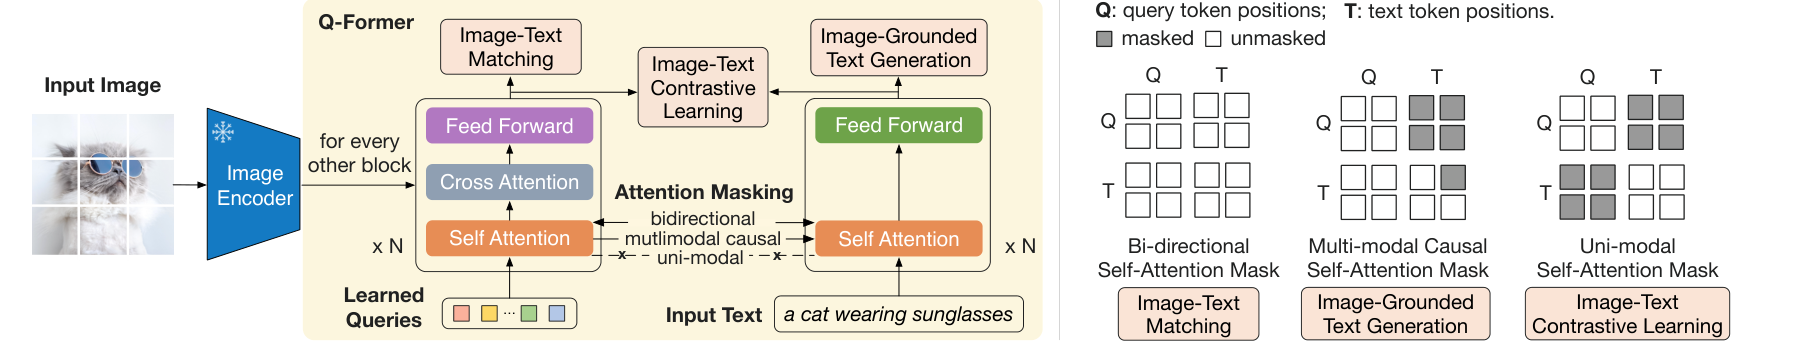 Input Image
Image
Encoder
for every
other block
Q-Former
Image-Text
Matching
Image-Text
Contrastive
Learning
Image-Grounded
Text Generation
Feed Forward
Cross Attention
Self Attention
x N
Feed Forward
Self Attention
x N
Attention Masking
bidirectional
mutlimodal causal
x uni-modal x
Learned
Queries
...
Input Text
a cat wearing sunglasses
Q: query token positions; T: text token positions.
masked unmasked
Q T
Q
T
Bi-directional
Self-Attention Mask
Image-Text
Matching
Q T
Q
T
Multi-modal Causal
Self-Attention Mask
Image-Grounded
Text Generation
Q T
Q
T
Uni-modal
Self-Attention Mask
Image-Text
Contrastive Learning